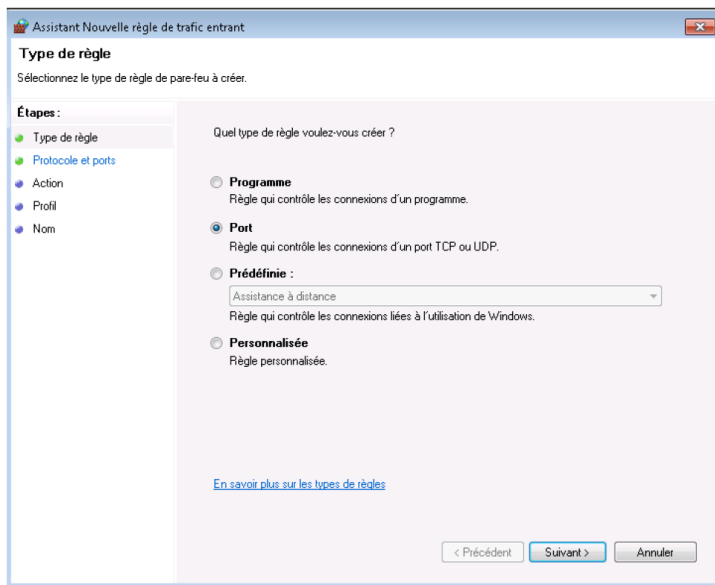 Assistant Nouvelle règle de trafic entrant
Type de règle
Sélectionnez le type de règle de pare-feu à créer.
Étapes :
Type de règle
Protocole et ports
Action
Profil
Nom
Quel type de règle voulez-vous créer ?
Programme
Règle qui contrôle les connexions d'un programme.
Port
Règle qui contrôle les connexions d'un port TCP ou UDP.
Prédéfinie :
Assistance à distance
Règle qui contrôle les connexions liées à l'utilisation de Windows.
Personnalisée
Règle personnalisée.
En savoir plus sur les types de règles
< Précédent
Suivant >
Annuler